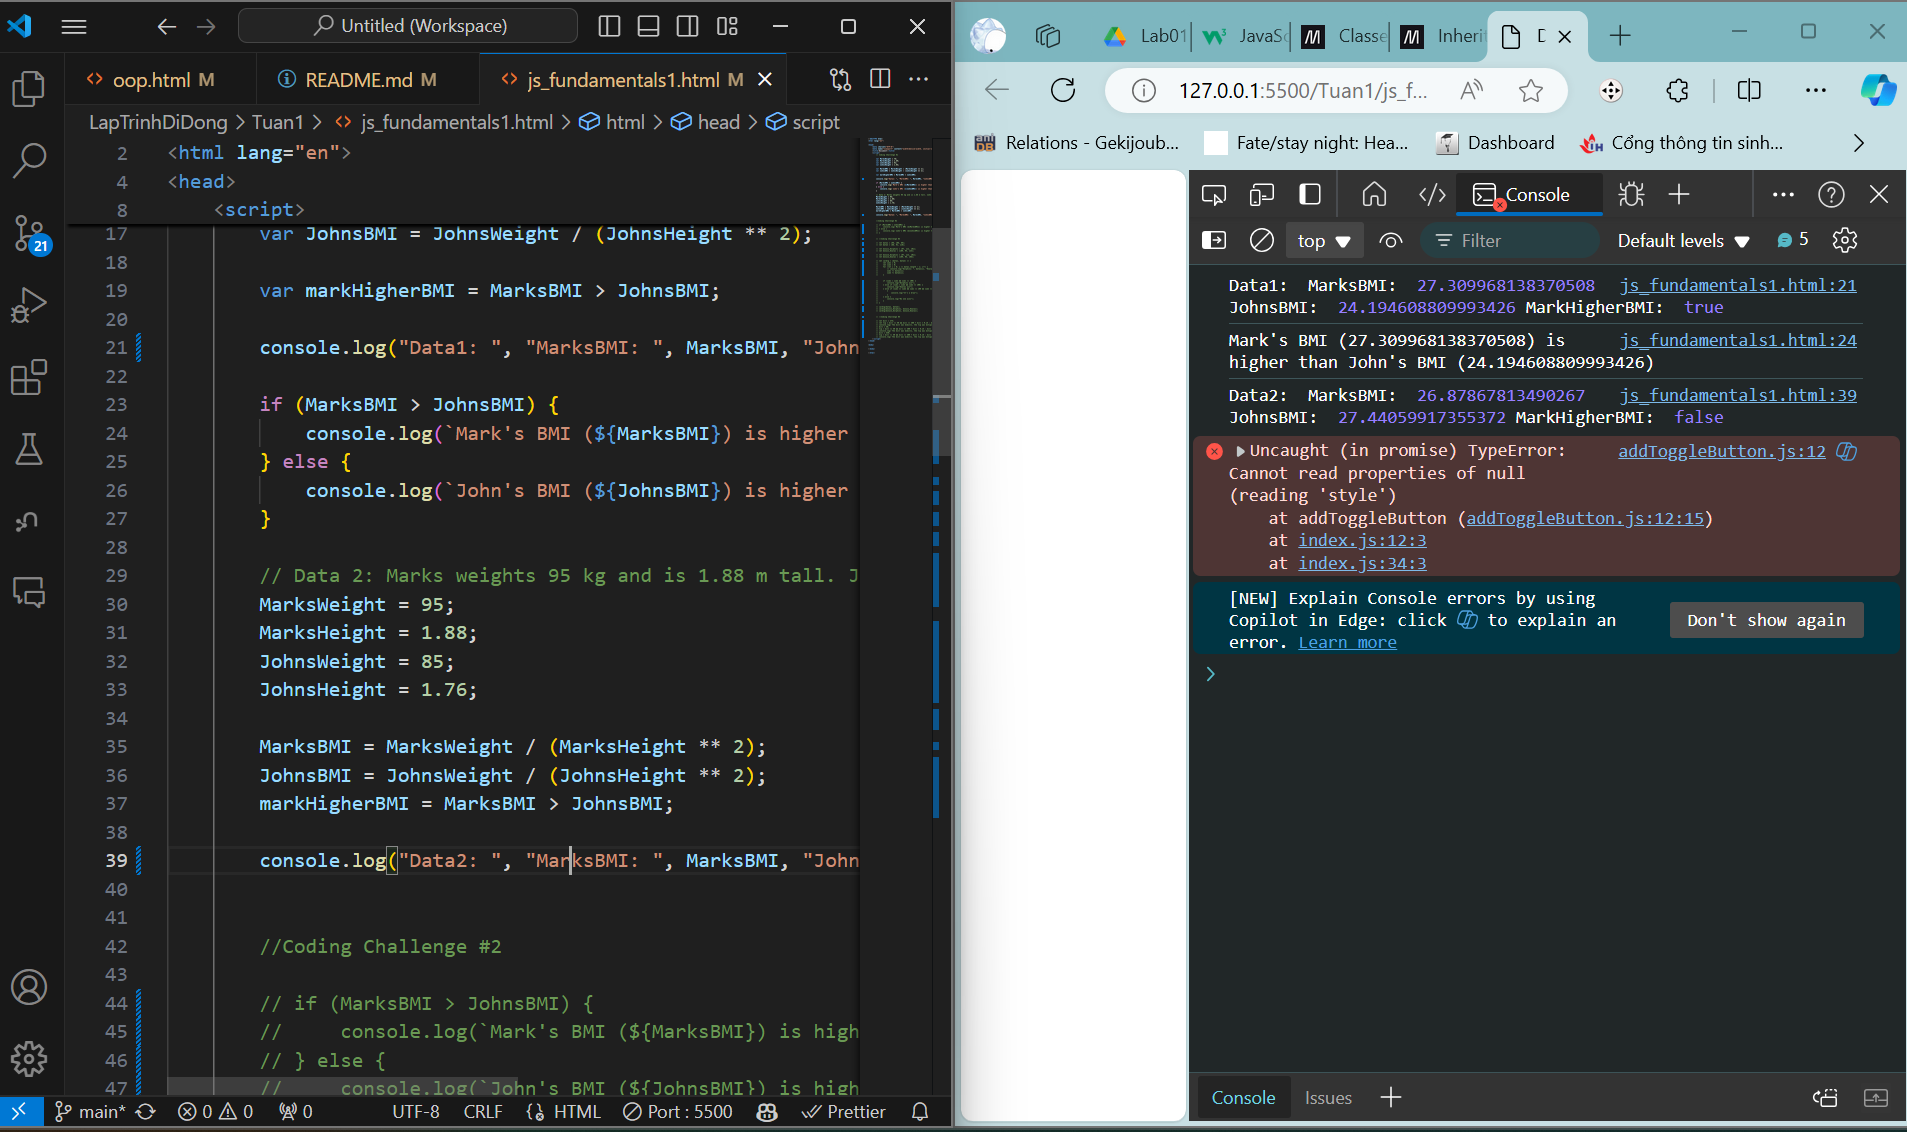 Untitled (Workspace)
oop.html M
README.md M
js_fundamentals1.html M
LapTrinhDiDong > Tuan1 > js_fundamentals1.html > html > head > script
2 <html lang="en">
4 <head>
8 <script>
17 var JohnsBMI = JohnsWeight / (JohnsHeight ** 2);
18
19 var markHigherBMI = MarksBMI > JohnsBMI;
20
21 console.log("Data1: ", "MarksBMI: ", MarksBMI, "John
22
23 if (MarksBMI > JohnsBMI) {
24 console.log(`Mark's BMI (${MarksBMI}) is higher
25 } else {
26 console.log(`John's BMI (${JohnsBMI}) is higher
27 }
28
29 // Data 2: Marks weights 95 kg and is 1.88 m tall. J
30 MarksWeight = 95;
31 MarksHeight = 1.88;
32 JohnsWeight = 85;
33 JohnsHeight = 1.76;
34
35 MarksBMI = MarksWeight / (MarksHeight ** 2);
36 JohnsBMI = JohnsWeight / (JohnsHeight ** 2);
37 markHigherBMI = MarksBMI > JohnsBMI;
38
39 console.log("Data2: ", "MarksBMI: ", MarksBMI, "John
40
41
42 //Coding Challenge #2
43
44 // if (MarksBMI > JohnsBMI) {
45 // console.log(`Mark's BMI (${MarksBMI}) is high
46 // } else {
47 // console.log(`John's BMI (${JohnsBMI}) is high
21
main* 0 0 0 UTF-8 CRLF HTML Port : 5500 Prettier
Lab01 JavaSc Classe Inherit D
127.0.0.1:5500/Tuan1/js_f...
Relations - Gekijoub... Fate/stay night: Hea... Dashboard Cổng thông tin sinh...
Console
top Filter Default levels 5
Data1: MarksBMI: 27.309968138370508 js_fundamentals1.html:21
JohnsBMI: 24.194608809993426 MarkHigherBMI: true
Mark's BMI (27.309968138370508) is js_fundamentals1.html:24
higher than John's BMI (24.194608809993426)
Data2: MarksBMI: 26.87867813490267 js_fundamentals1.html:39
JohnsBMI: 27.44059917355372 MarkHigherBMI: false
Uncaught (in promise) TypeError: addToggleButton.js:12
Cannot read properties of null
(reading 'style')
at addToggleButton (addToggleButton.js:12:15)
at index.js:12:3
at index.js:34:3
[NEW] Explain Console errors by using
Copilot in Edge: click to explain an
error. Learn more
Don't show again
Console Issues